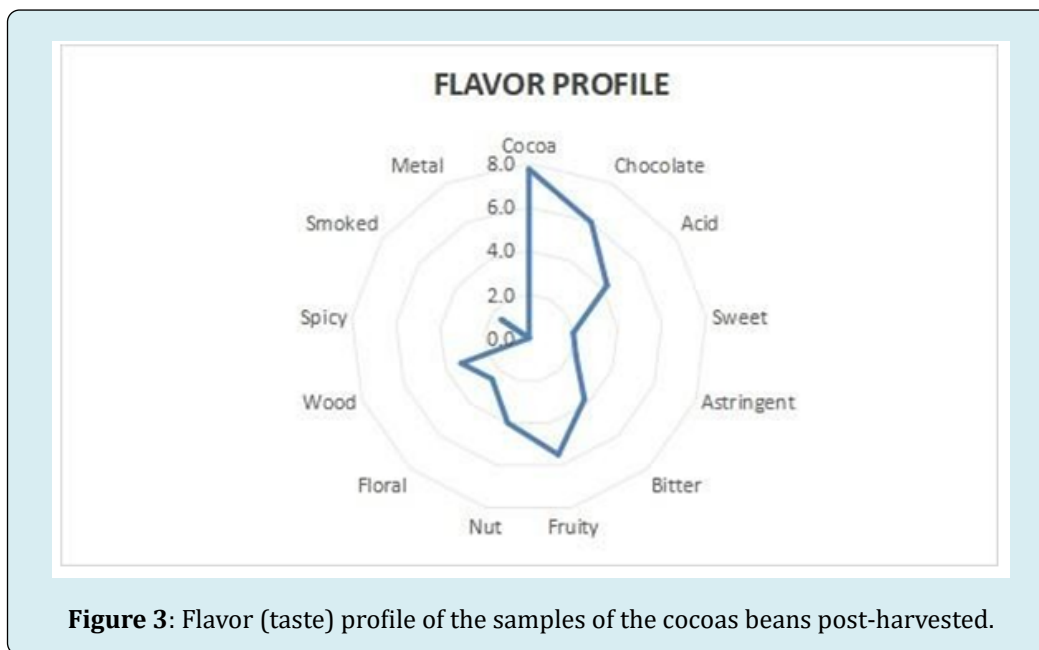 FLAVOR PROFILE
Cocoa
Chocolate
Acid
Sweet
Astringent
Bitter
Fruity
Nut
Floral
Wood
Spicy
Smoked
Metal
8.0
6.0
4.0
2.0
0.0
Figure 3: Flavor (taste) profile of the samples of the cocoas beans post-harvested.